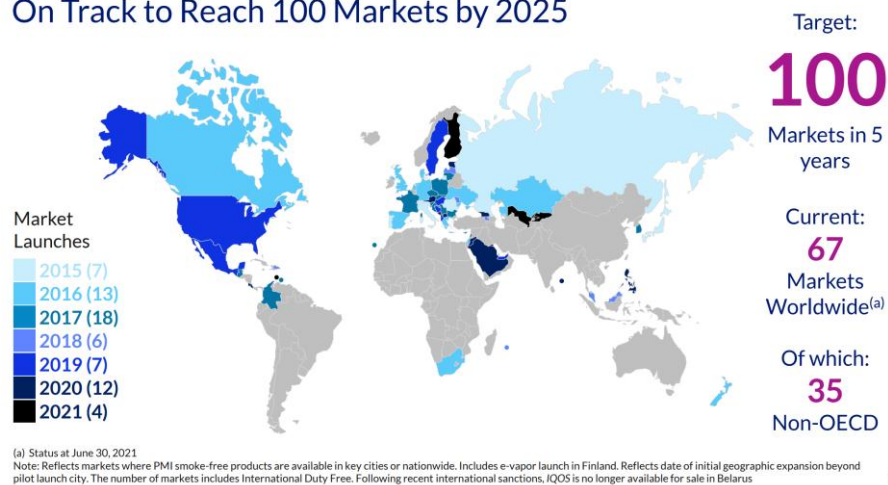 On Track to Reach 100 Markets by 2025
Target:
100
Markets in 5
years
Current:
67
Markets
Worldwide(a)
Of which:
35
Non-OECD
Market
Launches
2015 (7)
2016 (13)
2017 (18)
2018 (6)
2019 (7)
2020 (12)
2021 (4)
(a) Status at June 30, 2021
Note: Reflects markets where PMI smoke-free products are available in key cities or nationwide. Includes e-vapor launch in Finland. Reflects date of initial geographic expansion beyond
pilot launch city. The number of markets includes International Duty Free. Following recent international sanctions, IQOS is no longer available for sale in Belarus